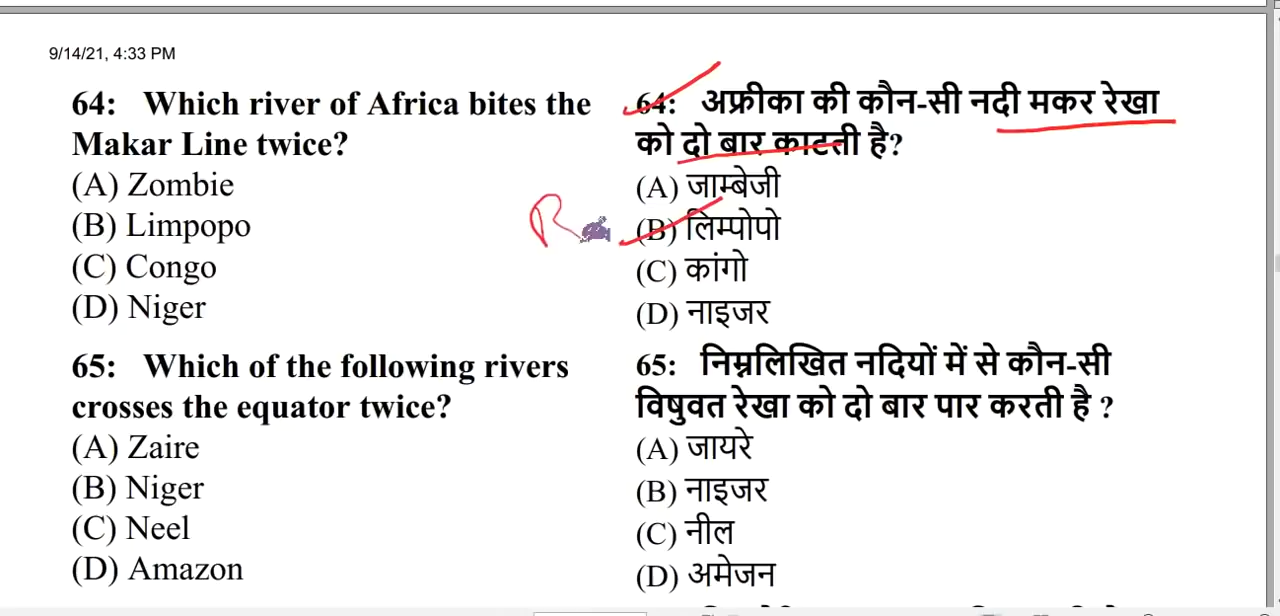 9/14/21, 4:33 PM
64: Which river of Africa bites the
Makar Line twice?
(A) Zombie
(B) Limpopo
(C) Congo
(D) Niger
65: Which of the following rivers
crosses the equator twice?
(A) Zaire
(B) Niger
(C) Neel
(D) Amazon
64: अफ्रीका की कौन-सी नदी मकर रेखा
को दो बार काटती है?
(A) जाम्बेजी
R
(B) लिम्पोपो
(C) कांगो
(D) नाइजर
65: निम्नलिखित नदियों में से कौन-सी
विषुवत रेखा को दो बार पार करती है ?
(A) जायरे
(B) नाइजर
(C) नील
(D) अमेजन